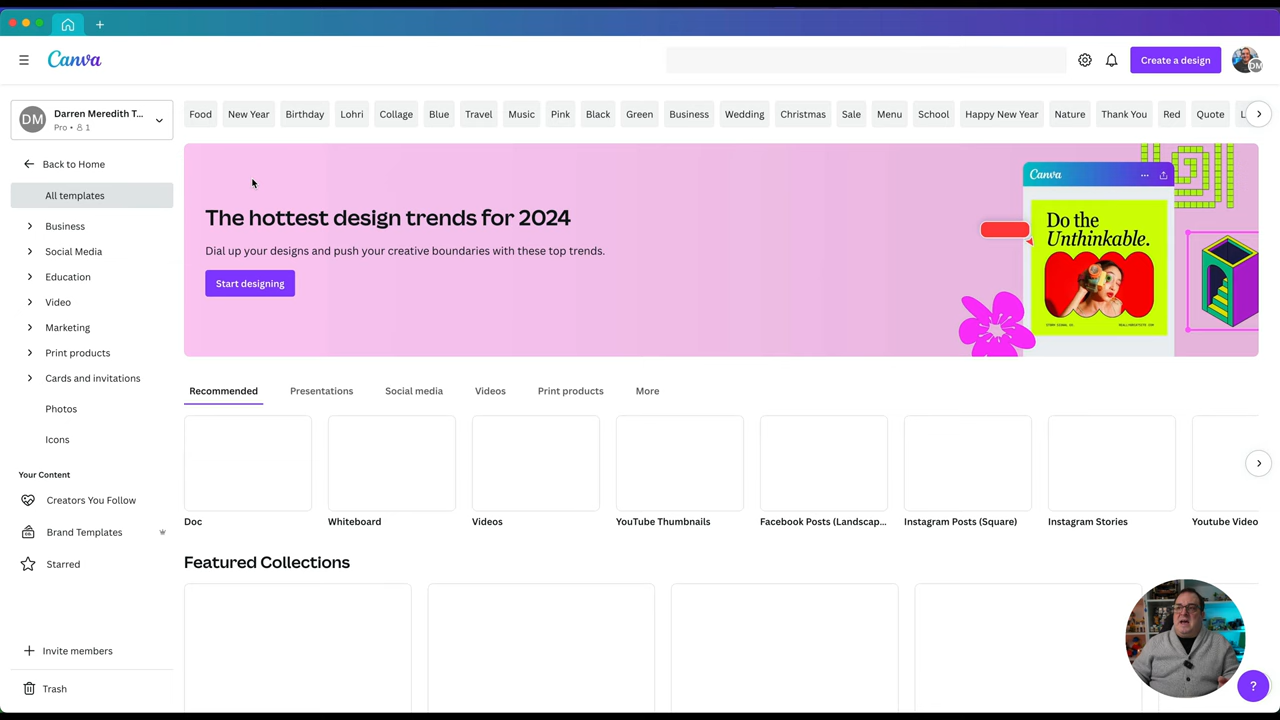 Canva
Create a design
DM
DM
Darren Meredith T...
Pro • 1
Food
New Year
Birthday
Lohri
Collage
Blue
Travel
Music
Pink
Black
Green
Business
Wedding
Christmas
Sale
Menu
School
Happy New Year
Nature
Thank You
Red
Quote
Back to Home
All templates
Business
Social Media
Education
Video
Marketing
Print products
Cards and invitations
Photos
Icons
Your Content
Creators You Follow
Brand Templates
Starred
Invite members
Trash
The hottest design trends for 2024
Dial up your designs and push your creative boundaries with these top trends.
Start designing
Canva
Do the
Unthinkable.
Recommended
Presentations
Social media
Videos
Print products
More
Doc
Whiteboard
Videos
YouTube Thumbnails
Facebook Posts (Landscap...
Instagram Posts (Square)
Instagram Stories
Youtube Video
Featured Collections
?